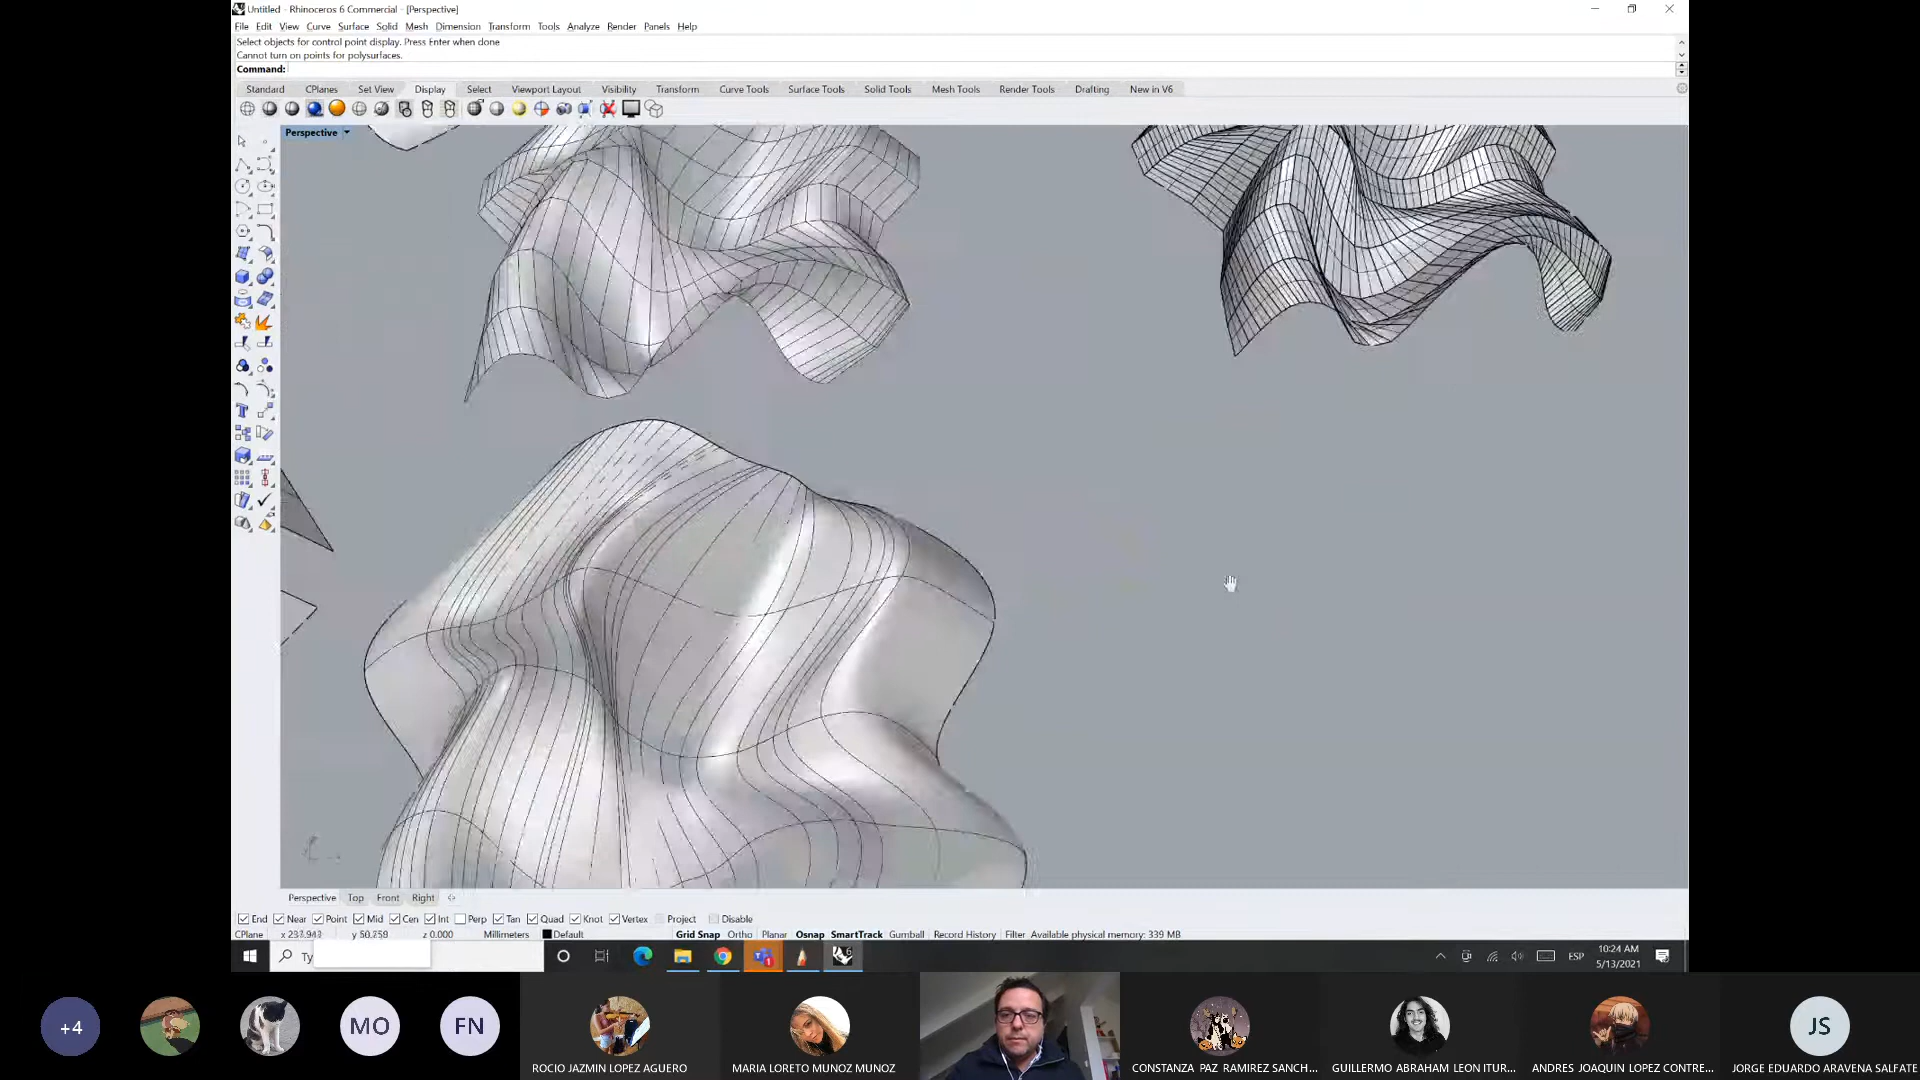 Untitled - Rhinoceros 6 Commercial - [Perspective]
File Edit View Curve Surface Solid Mesh Dimension Transform Tools Analyze Render Panels Help
Select objects for control point display. Press Enter when done
Cannot turn on points for polysurfaces.
Command:
Standard CPlanes Set View Display Select Viewport Layout Visibility Transform Curve Tools Surface Tools Solid Tools Mesh Tools Render Tools Drafting New in V6
Perspective
Perspective Top Front Right
End Near Point Mid Cen Int Perp Tan Quad Knot Vertex Project Disable
CPlane x 237.943 y 50.759 z 0.000 Millimeters Default Grid Snap Ortho Planar Osnap SmartTrack Gumball Record History Filter Available physical memory: 339 MB
Ty
ESP
10:24 AM
5/13/2021
+4 MO FN JS
ROCIO JAZMIN LOPEZ AGUERO MARIA LORETO MUNOZ MUNOZ CONSTANZA PAZ RAMIREZ SANCH... GUILLERMO ABRAHAM LEON ITUR... ANDRES JOAQUIN LOPEZ CONTRE... JORGE EDUARDO ARAVENA SALFATE